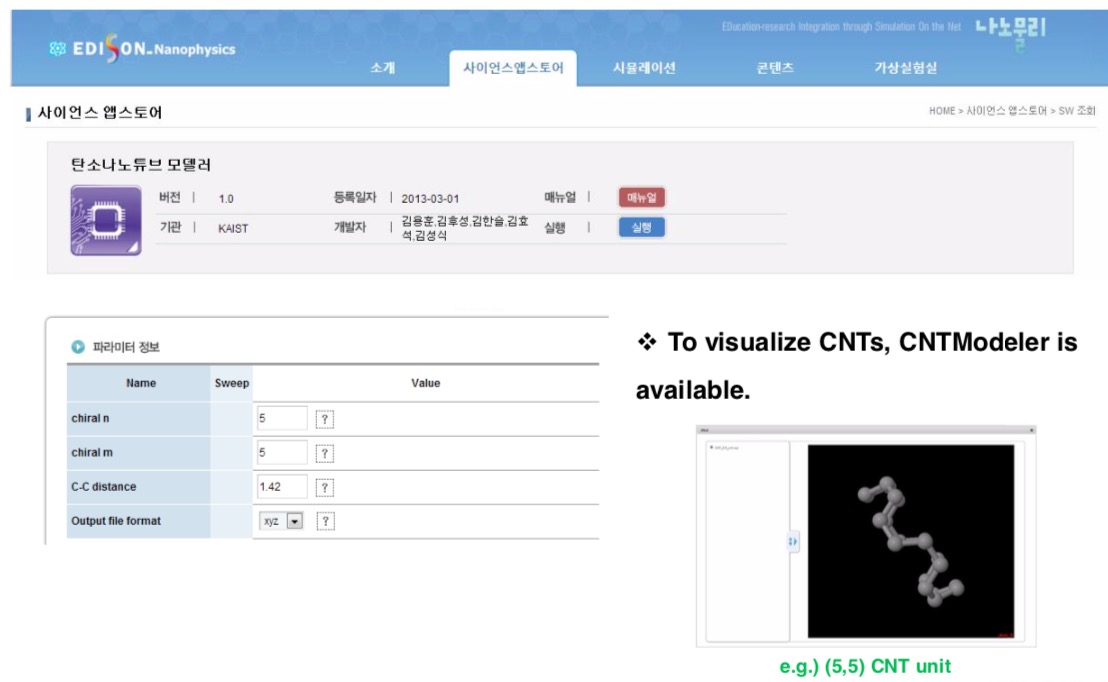 EDucation-research Integration through Simulation On the Net 나노물리
EDISON-Nanophysics
소개 사이언스앱스토어 시뮬레이션 콘텐츠 가상실험실
사이언스 앱스토어 HOME > 사이언스 앱스토어 > SW 조회
탄소나노튜브 모델러
버전 | 1.0 등록일자 | 2013-03-01 매뉴얼 | 매뉴얼
기관 | KAIST 개발자 | 김용훈,김후성,김한슬,김효
석,김성식 실행 | 실행
파라미터 정보
Name Sweep Value
chiral n 5 ?
chiral m 5 ?
C-C distance 1.42 ?
Output file format xyz ?
❖ To visualize CNTs, CNTModeler is
available.
e.g.) (5,5) CNT unit